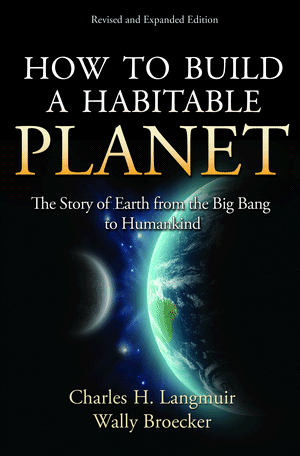 Revised and Expanded Edition
HOW TO BUILD
A HABITABLE
PLANET
The Story of Earth from the Big Bang
to Humankind
Charles H. Langmuir
Wally Broecker